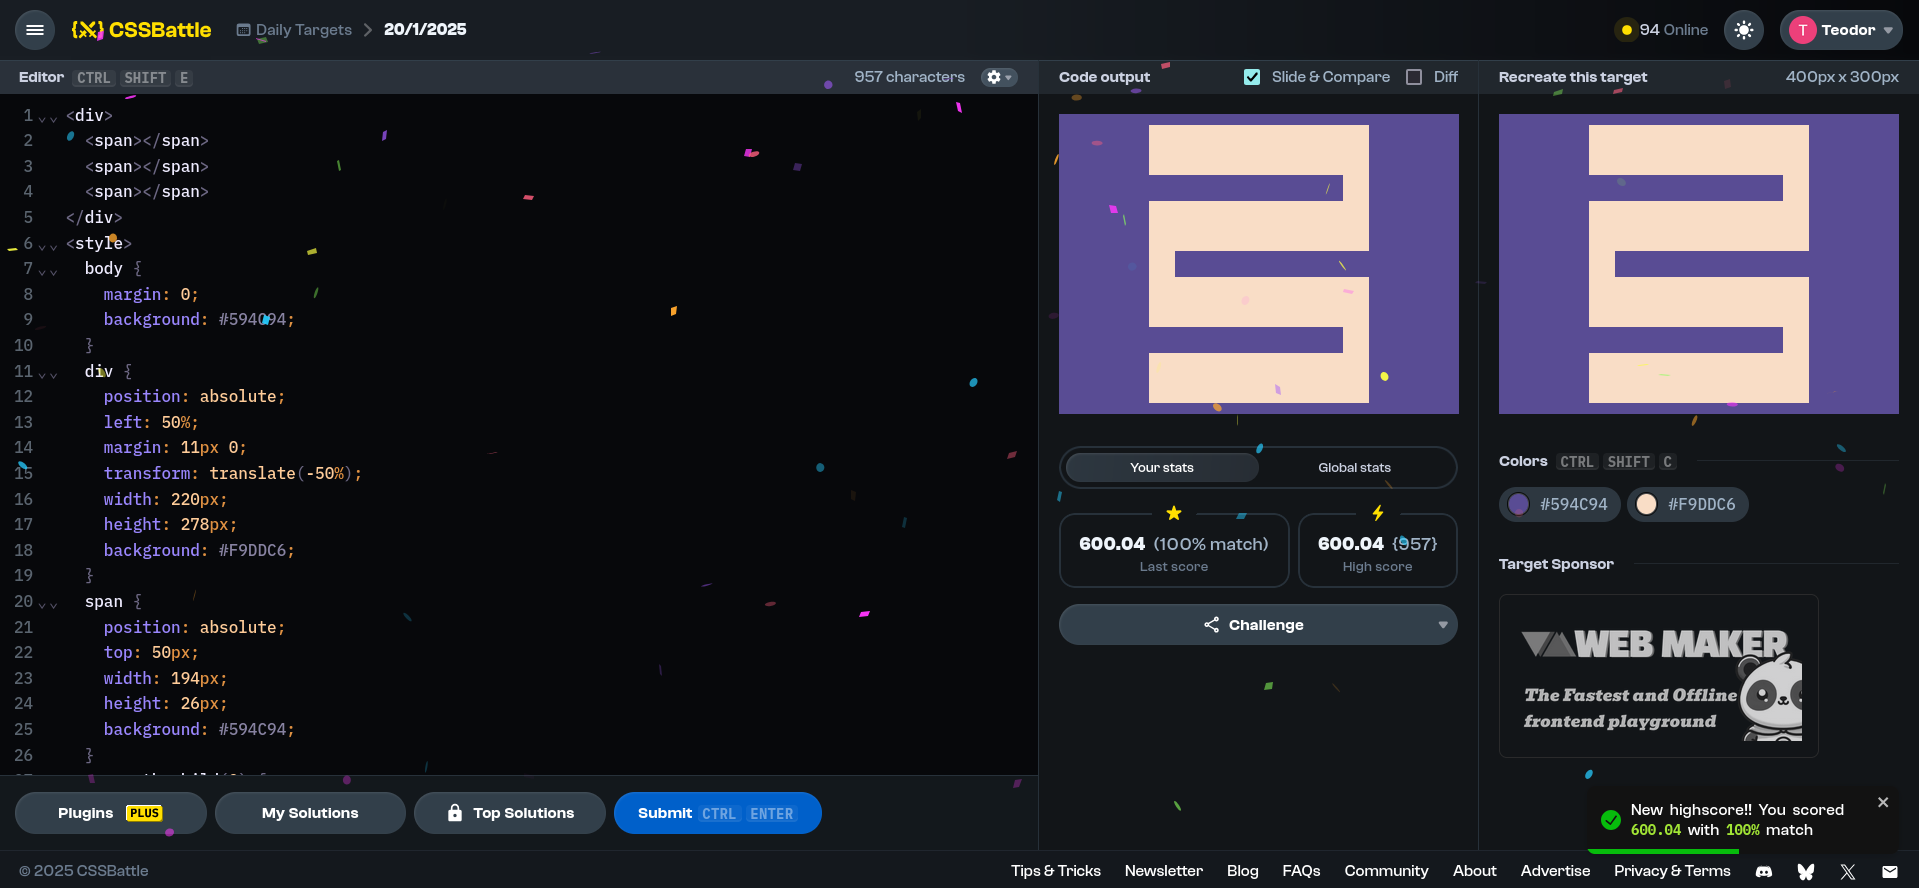 CSSBattle
Daily Targets
20/1/2025
94 Online
T
Teodor
Editor CTRL SHIFT E
957 characters
Code output
Slide & Compare
Diff
Recreate this target
400px x 300px
1 <div>
2 <span></span>
3 <span></span>
4 <span></span>
5 </div>
6 <style>
7 body {
8 margin: 0;
9 background: #594C94;
10 }
11 div {
12 position: absolute;
13 left: 50%;
14 margin: 11px 0;
15 transform: translate(-50%);
16 width: 220px;
17 height: 278px;
18 background: #F9DDC6;
19 }
20 span {
21 position: absolute;
22 top: 50px;
23 width: 194px;
24 height: 26px;
25 background: #594C94;
26 }
Your stats
Global stats
600.04 (100% match)
Last score
600.04 {957}
High score
Challenge
Colors CTRL SHIFT C
#594C94
#F9DDC6
Target Sponsor
WEB MAKER
The Fastest and Offline
frontend playground
Plugins PLUS
My Solutions
Top Solutions
Submit CTRL ENTER
New highscore!! You scored
600.04 with 100% match
© 2025 CSSBattle
Tips & Tricks
Newsletter
Blog
FAQs
Community
About
Advertise
Privacy & Terms